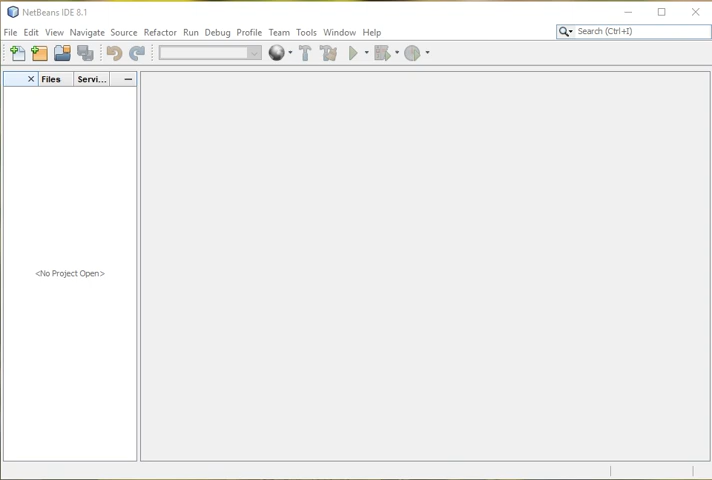 NetBeans IDE 8.1
File Edit View Navigate Source Refactor Run Debug Profile Team Tools Window Help
Search (Ctrl+I)
Files Servi...
<No Project Open>